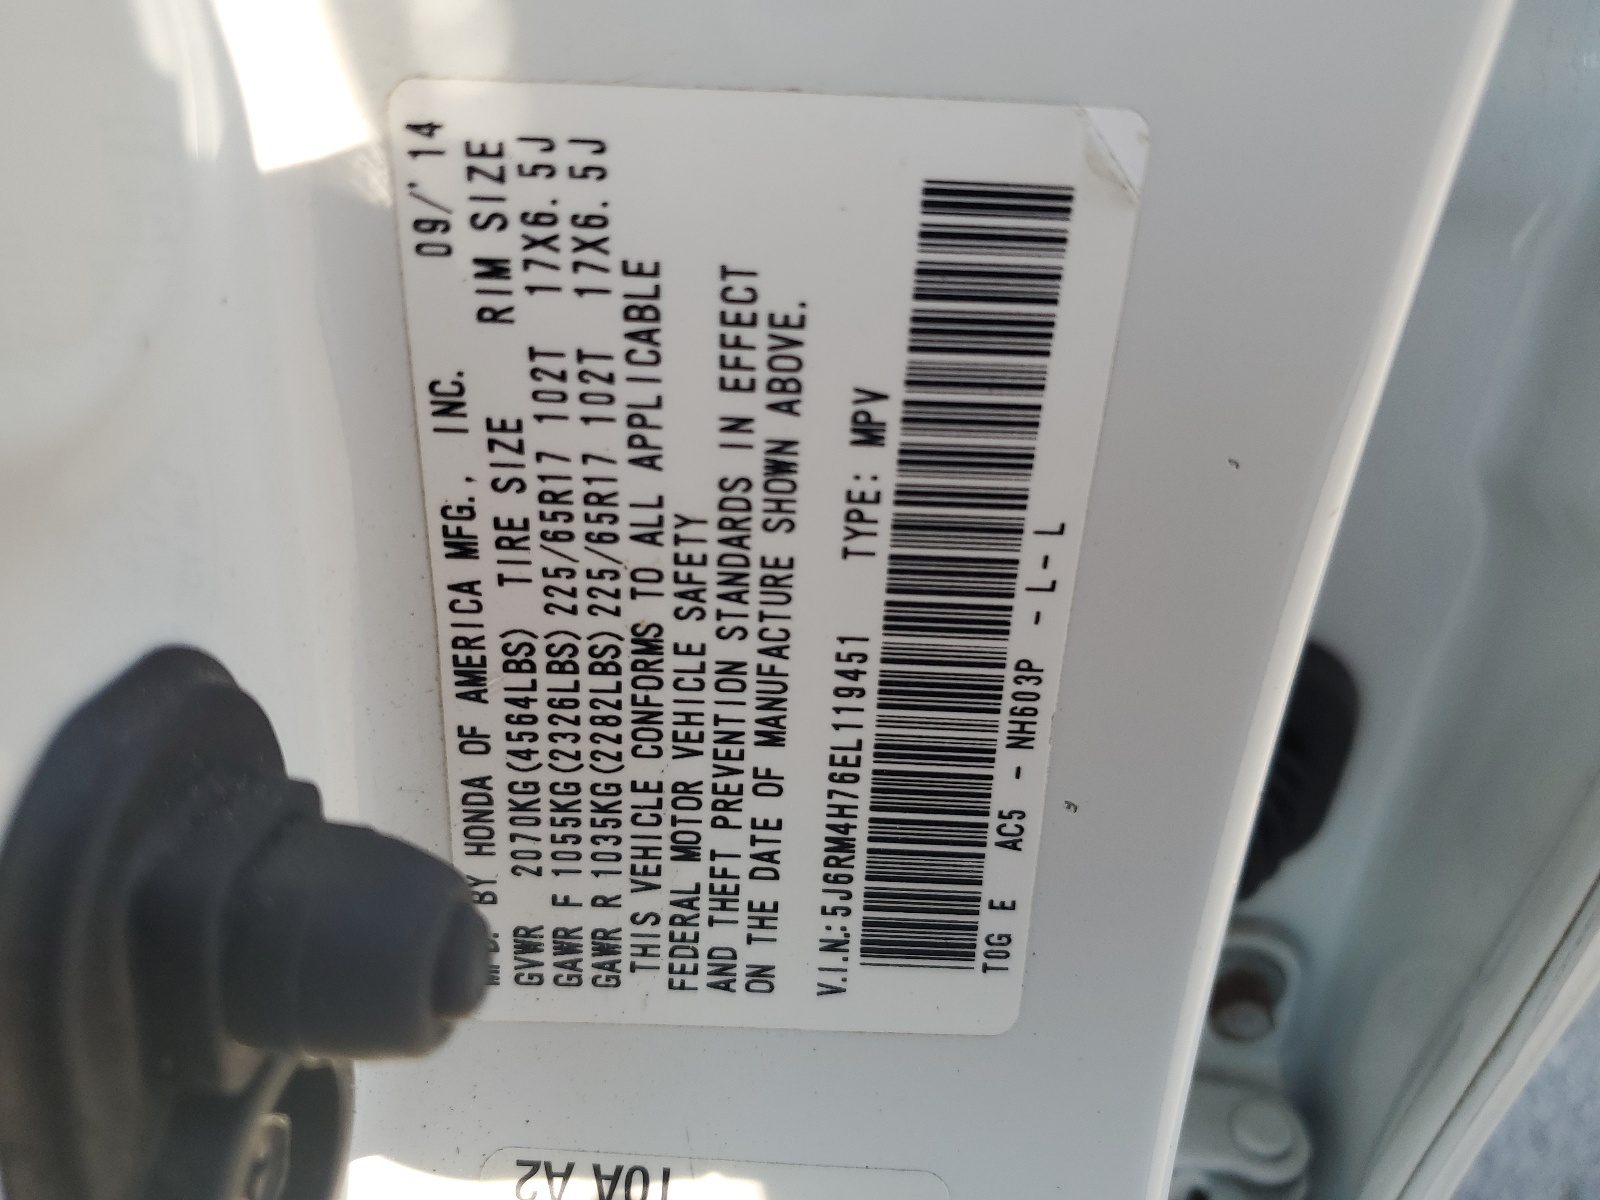 MFD. BY HONDA OF AMERICA MFG., INC. 09/'14
GVWR 2070KG(4564LBS) TIRE SIZE RIM SIZE
GAWR F 1055KG(2326LBS) 225/65R17 102T 17X6.5J
GAWR R 1035KG(2282LBS) 225/65R17 102T 17X6.5J
THIS VEHICLE CONFORMS TO ALL APPLICABLE
FEDERAL MOTOR VEHICLE SAFETY
AND THEFT PREVENTION STANDARDS IN EFFECT
ON THE DATE OF MANUFACTURE SHOWN ABOVE.
V.I.N.: 5J6RM4H76EL119451 TYPE: MPV
T0G E AC5 - NH603P - L - L
T0A A2